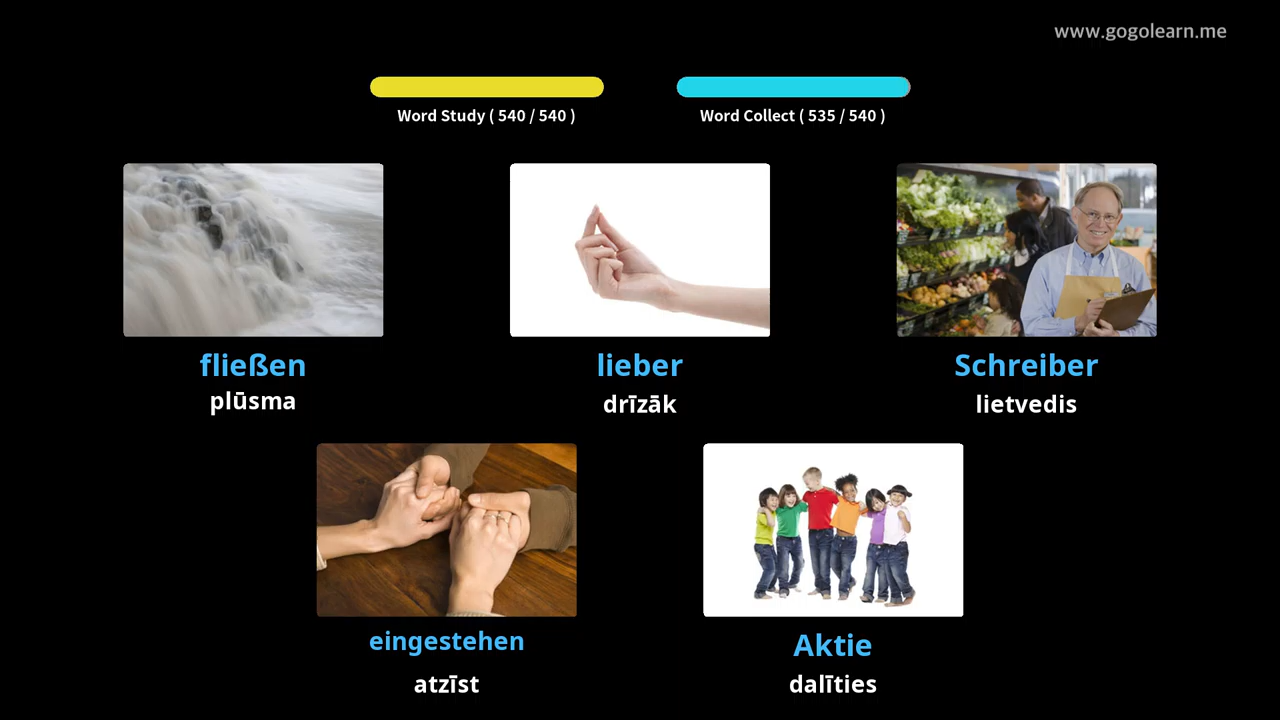 www.gogolearn.me
Word Study ( 540 / 540 )
Word Collect ( 535 / 540 )
fließen
plūsma
lieber
drīzāk
Schreiber
lietvedis
eingestehen
atzīst
Aktie
dalīties